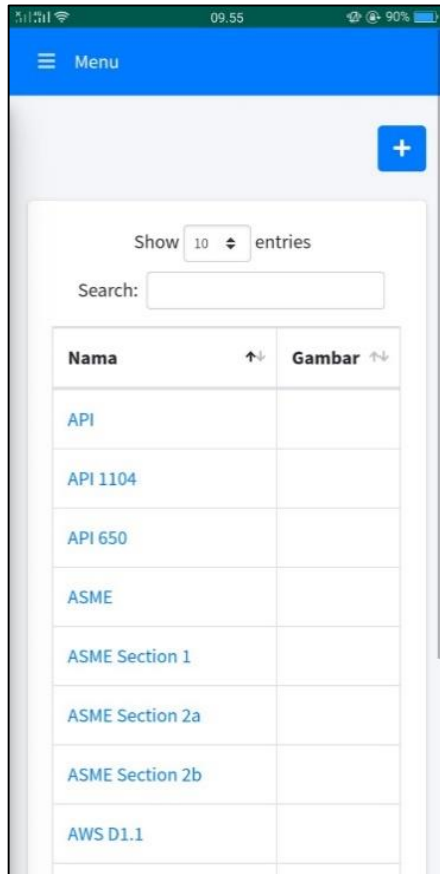 09.55 90%
Menu
+
Show 10 entries
Search:
Nama Gambar
API
API 1104
API 650
ASME
ASME Section 1
ASME Section 2a
ASME Section 2b
AWS D1.1